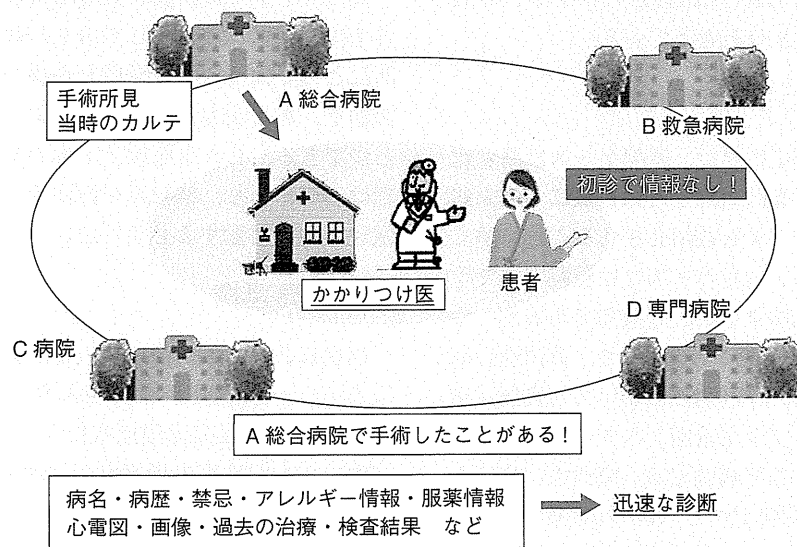 A 総合病院
手術所見
当時のカルテ
B 救急病院
初診で情報なし！
かかりつけ医
患者
D 専門病院
C 病院
A 総合病院で手術したことがある！
病名・病歴・禁忌・アレルギー情報・服薬情報
心電図・画像・過去の治療・検査結果　など
迅速な診断